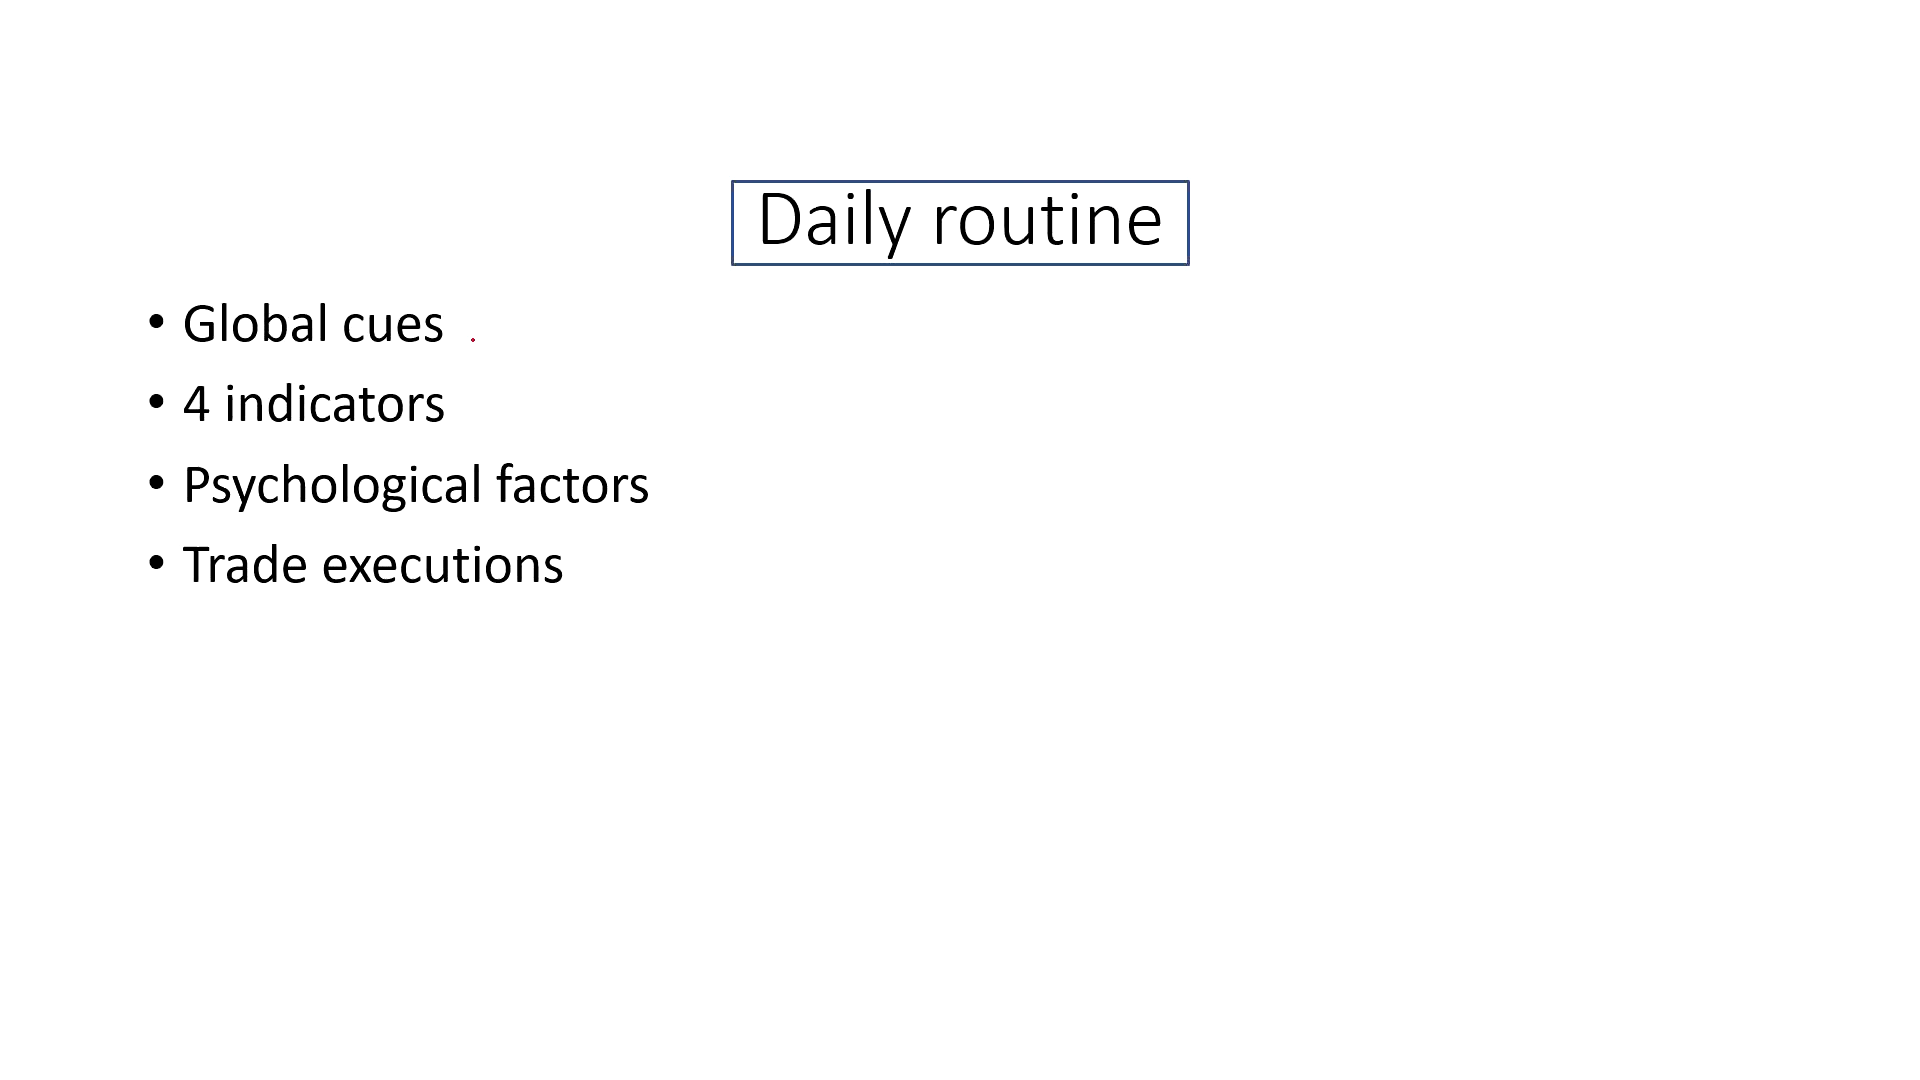 Daily routine
• Global cues
• 4 indicators
• Psychological factors
• Trade executions